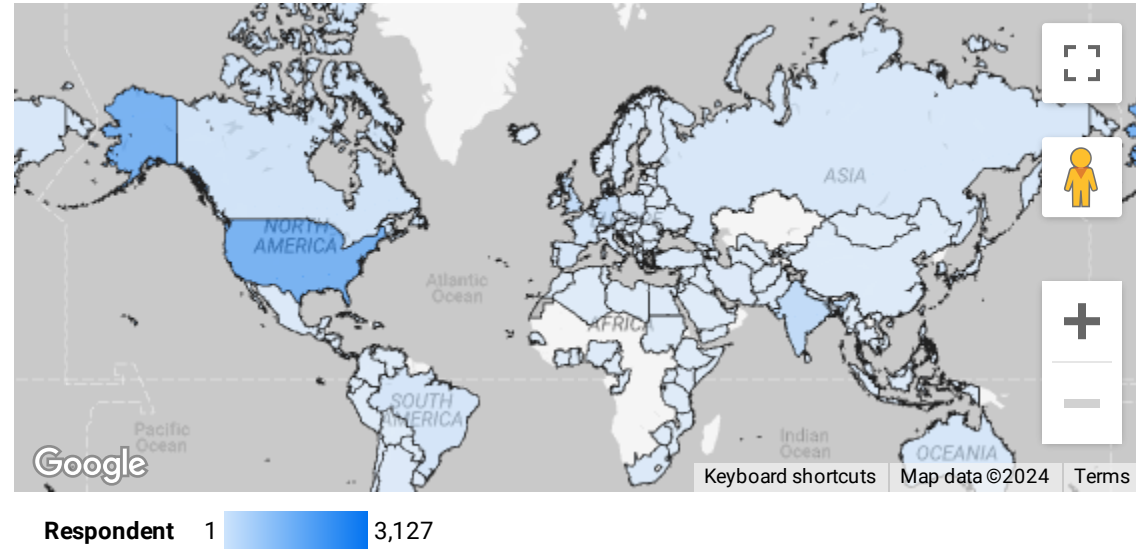 NORTH
AMERICA
ASIA
Atlantic
Ocean
AFRICA
SOUTH
AMERICA
Pacific
Ocean
Indian
Ocean
OCEANIA
Google
Keyboard shortcuts
Map data ©2024
Terms
Respondent 1 3,127